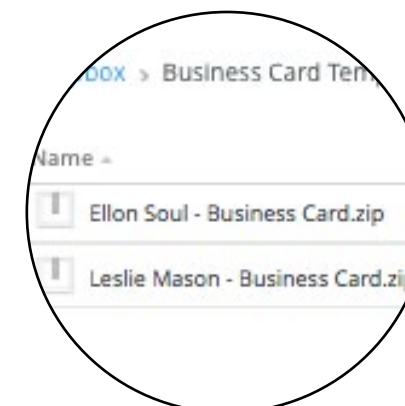 box > Business Card Tem
Name
Ellon Soul - Business Card.zip
Leslie Mason - Business Card.zi